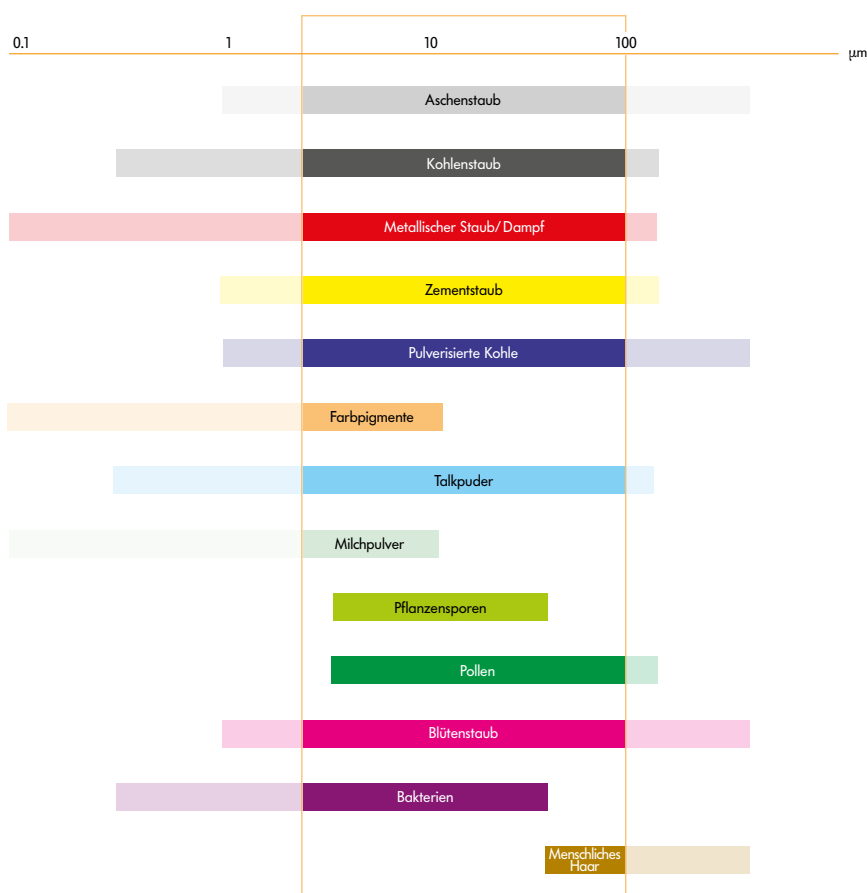 0.1 1 10 100
μm
Aschenstaub
Kohlenstaub
Metallischer Staub/Dampf
Zementstaub
Pulverisierte Kohle
Farbpigmente
Talkpuder
Milchpulver
Pflanzensporen
Pollen
Blütenstaub
Bakterien
Menschliches
Haar